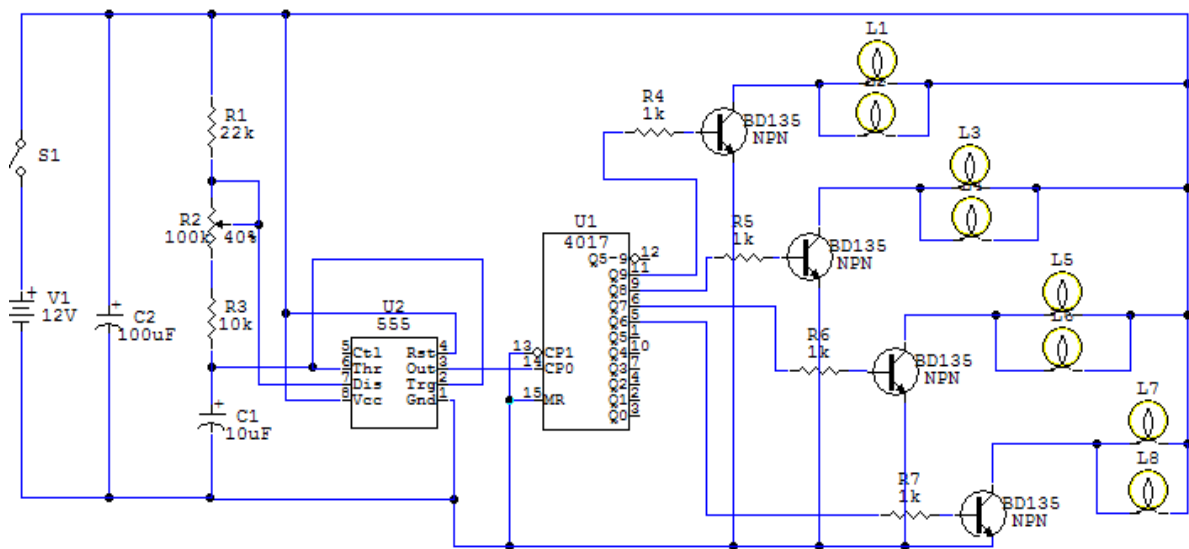 L1
R4
1k
BD135
NPN
R1
22k
S1
L3
R2
100k 40%
U1
4017
R5
1k
BD135
NPN
Q5-9 12
Q9 11
Q8 9
Q7 6
Q6 5
Q5 1
Q4 10
Q3 7
Q2 4
Q1 2
Q0 3
13 CP1
14 CP0
15 MR
L5
L6
V1
12V
C2
100uF
R3
10k
U2
555
5 Ctl
6 Thr
7 Dis
8 Vcc
Rst 4
Out 3
Trg 2
Gnd 1
R6
1k
BD135
NPN
C1
10uF
L7
L8
R7
1k
BD135
NPN